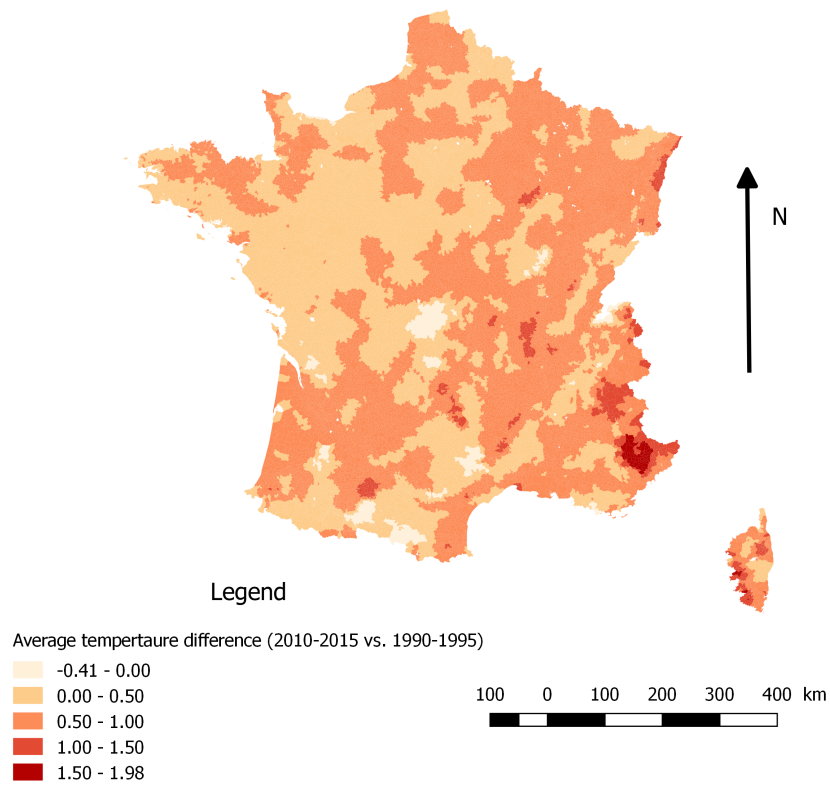 N
Legend
Average tempertaure difference (2010-2015 vs. 1990-1995)
-0.41 - 0.00
0.00 - 0.50
0.50 - 1.00
1.00 - 1.50
1.50 - 1.98
100 0 100 200 300 400 km